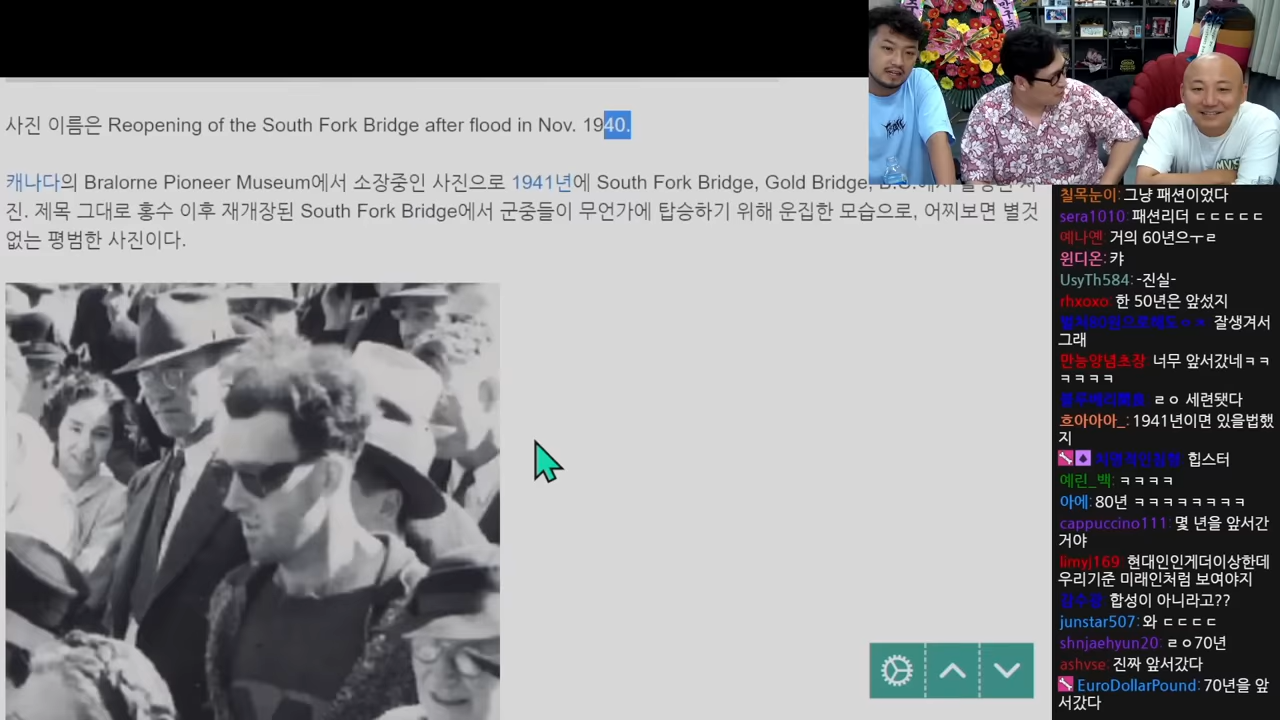 사진 이름은 Reopening of the South Fork Bridge after flood in Nov. 1940.
캐나다의 Bralorne Pioneer Museum에서 소장중인 사진으로 1941년에 South Fork Bridge, Gold Bridge,
진. 제목 그대로 홍수 이후 재개장된 South Fork Bridge에서 군중들이 무언가에 탑승하기 위해 운집한 모습으로, 어찌보면 별것
없는 평범한 사진이다.
칠목눈이: 그냥 패션이었다
sera1010: 패션리더 ㄷㄷㄷㄷㄷ
예나옌: 거의 60년으ㅜㄹ
윈디온: 캬
UsyTh584: -진실-
rhxoxo: 한 50년은 앞섰지
잘생겨서
그래
만능양념초장 너무 앞서갔네ㅋㅋ
ㅋㅋㅋㅋ
ㄹㅇ 세련됏다
흐아아아_: 1941년이면 있을법했
지
힙스터
예린_백: ㅋㅋㅋㅋ
아에: 80년 ㅋㅋㅋㅋㅋㅋㅋㅋ
cappuccino111: 몇 년을 앞서간
거야
limyj169 현대인인게더이상한데
우리기준 미래인처럼 보여야지
합성이 아니라고??
junstar507: 와 ㄷㄷㄷㄷ
shnjaehyun20: ㄹㅇ70년
ashvse: 진짜 앞서갔다
EuroDollarPound: 70년을 앞
서갔다